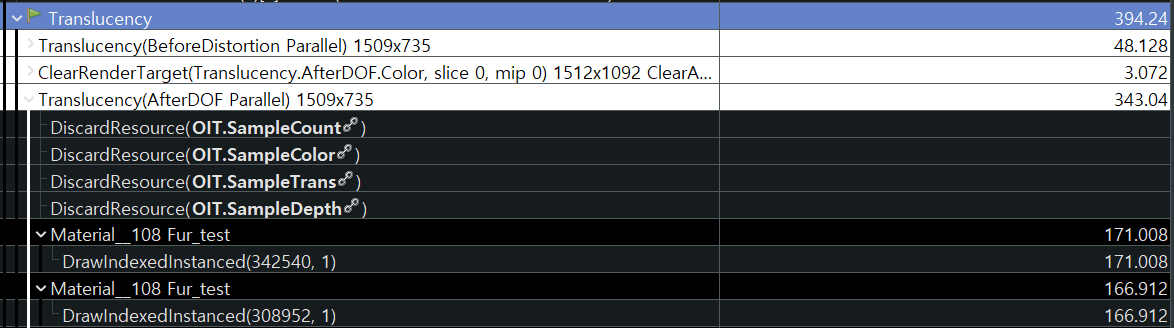 Translucency 394.24
Translucency(BeforeDistortion Parallel) 1509x735 48.128
ClearRenderTarget(Translucency.AfterDOF.Color, slice 0, mip 0) 1512x1092 ClearA... 3.072
Translucency(AfterDOF Parallel) 1509x735 343.04
DiscardResource(OIT.SampleCount)
DiscardResource(OIT.SampleColor)
DiscardResource(OIT.SampleTrans)
DiscardResource(OIT.SampleDepth)
Material__108 Fur_test 171.008
DrawIndexedInstanced(342540, 1) 171.008
Material__108 Fur_test 166.912
DrawIndexedInstanced(308952, 1) 166.912